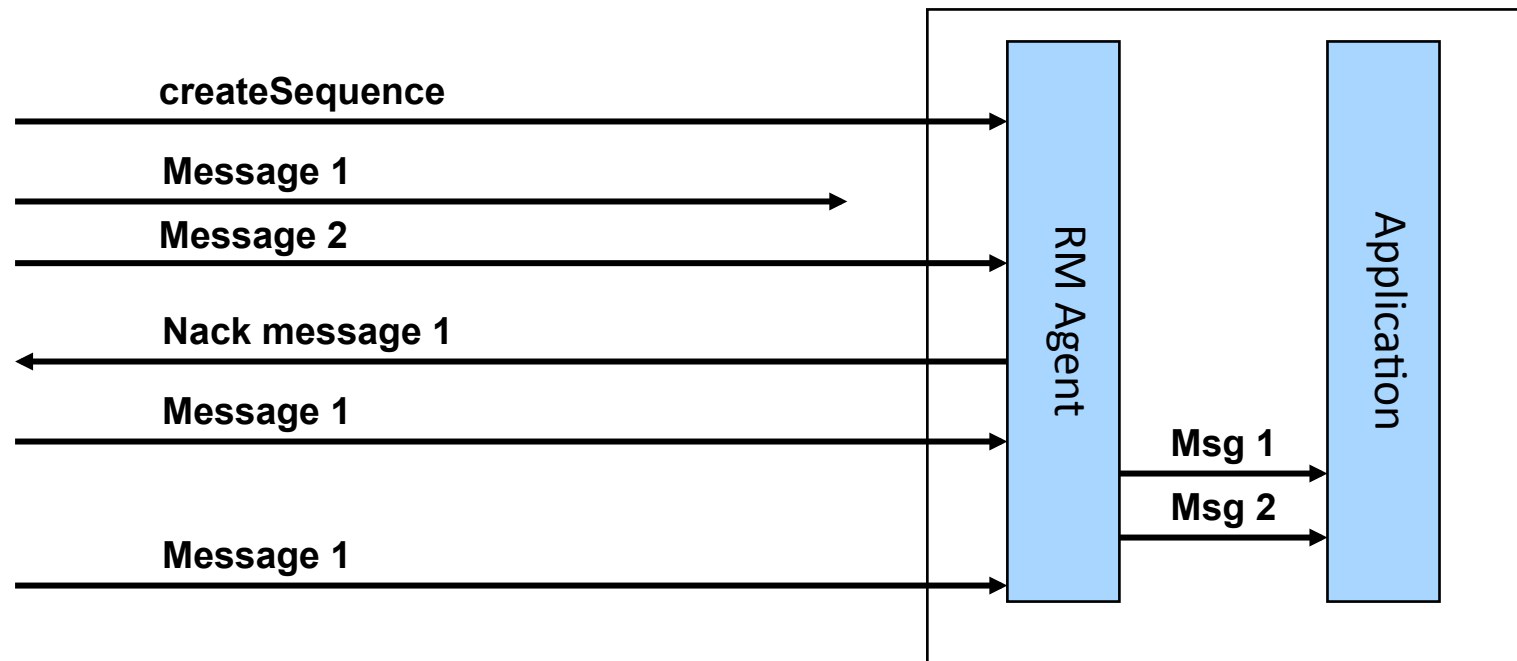 createSequence
Message 1
Message 2
Nack message 1
Message 1
Message 1
RM Agent
Msg 1
Msg 2
Application